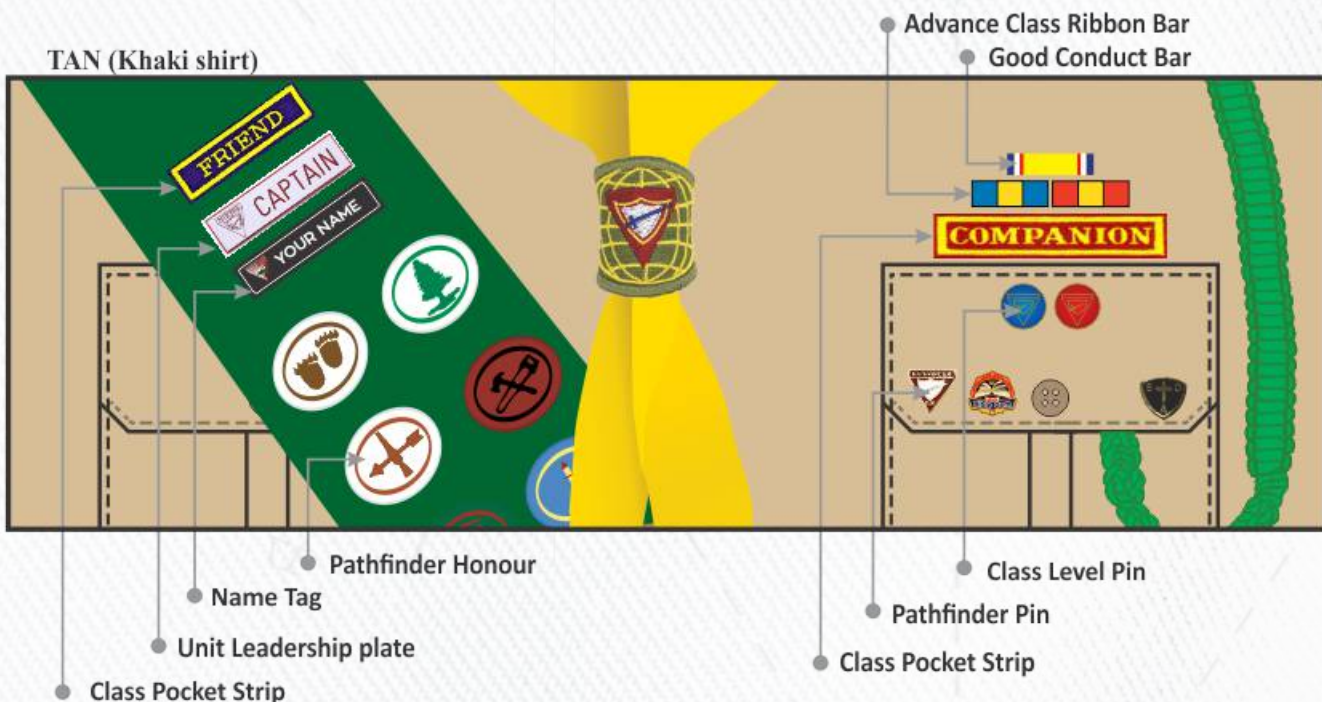 Advance Class Ribbon Bar
Good Conduct Bar
TAN (Khaki shirt)
FRIEND
CAPTAIN
YOUR NAME
COMPANION
Pathfinder Honour
Name Tag
Unit Leadership plate
Class Pocket Strip
Class Level Pin
Pathfinder Pin
Class Pocket Strip